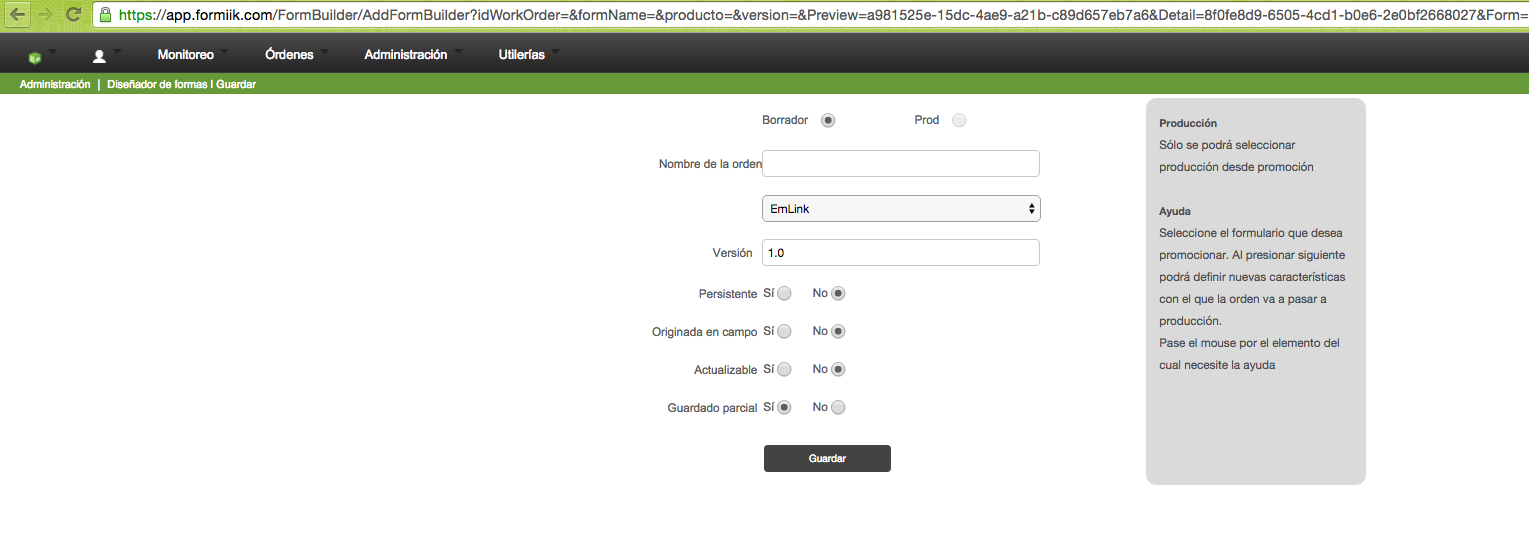 https://app.formiik.com/FormBuilder/AddFormBuilder?idWorkOrder=&formName=&producto=&version=&Preview=a981525e-15dc-4ae9-a21b-c89d657eb7a6&Detail=8f0fe8d9-6505-4cd1-b0e6-2e0bf2668027&Form=
Monitoreo Órdenes Administración Utilerías
Administración | Diseñador de formas I Guardar
Borrador Prod
Nombre de la orden
EmLink
Versión 1.0
Persistente Sí No
Originada en campo Sí No
Actualizable Sí No
Guardado parcial Sí No
Guardar
Producción
Sólo se podrá seleccionar
producción desde promoción
Ayuda
Seleccione el formulario que desea
promocionar. Al presionar siguiente
podrá definir nuevas características
con el que la orden va a pasar a
producción.
Pase el mouse por el elemento del
cual necesite la ayuda